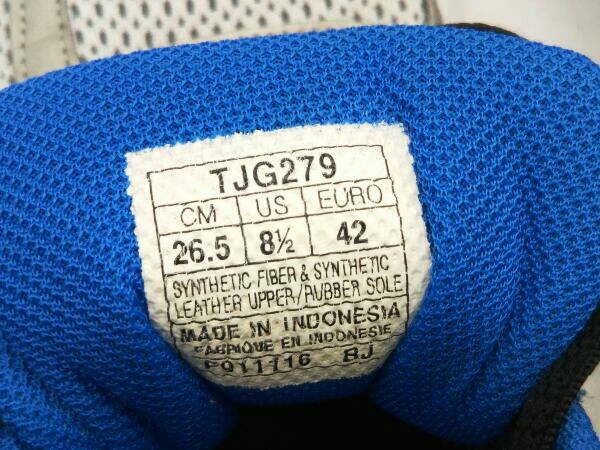 TJG279
CM US EURO
26.5 8½ 42
SYNTHETIC FIBER & SYNTHETIC
LEATHER UPPER/RUBBER SOLE
MADE IN INDONESIA
FABRIQUE EN INDONESIE
BJ